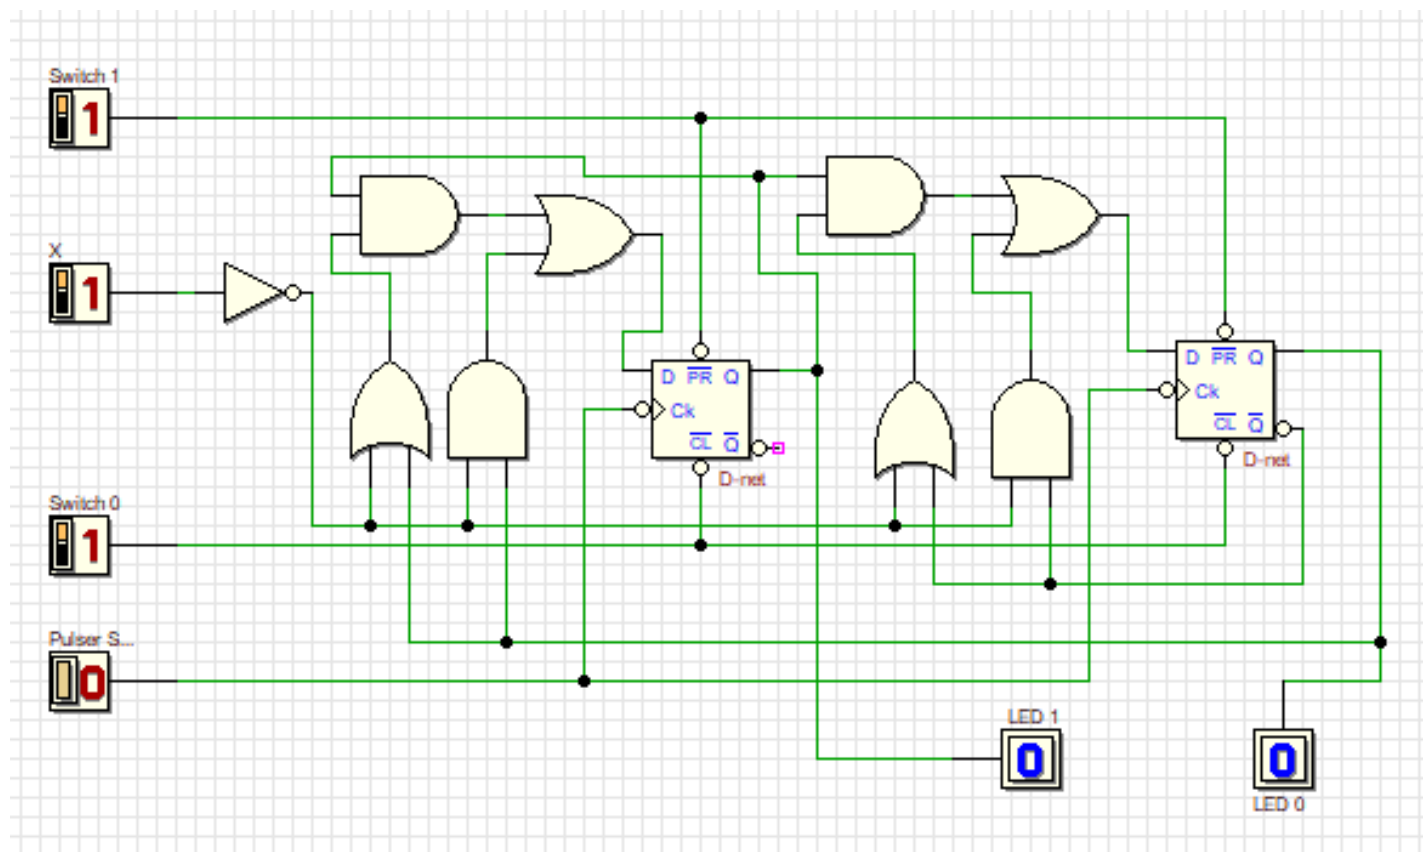 Switch 1
1
X
1
D PR Q
Ck
CL Q
D-net
D PR Q
Ck
CL Q
D-net
Switch 0
1
Pulser S...
0
LED 1
0
0
LED 0